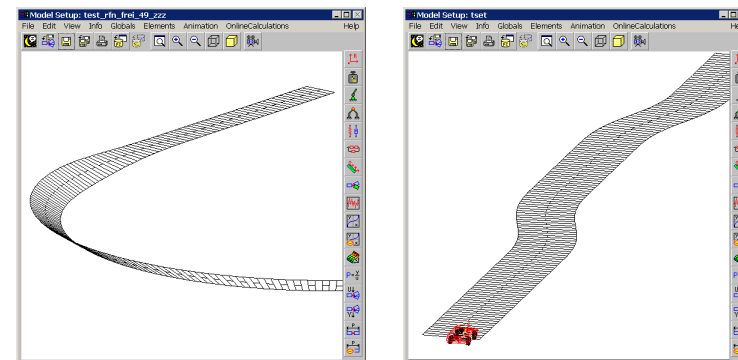 Model Setup: test_rfn_frei_49_zzz
File Edit View Info Globals Elements Animation OnlineCalculations Help
Model Setup: tset
File Edit View Info Globals Elements Animation OnlineCalculations Help